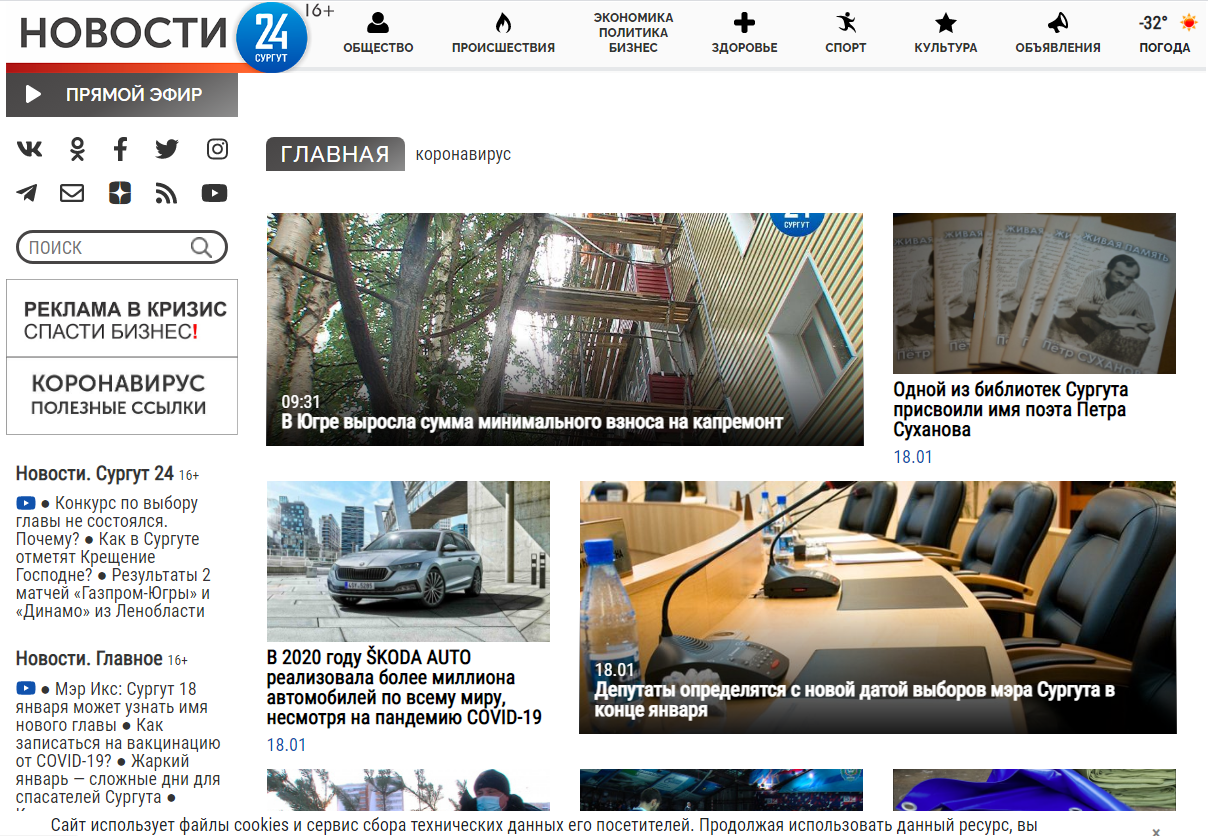 НОВОСТИ
24
СУРГУТ
16+
ОБЩЕСТВО
ПРОИСШЕСТВИЯ
ЭКОНОМИКА
ПОЛИТИКА
БИЗНЕС
ЗДОРОВЬЕ
СПОРТ
КУЛЬТУРА
ОБЪЯВЛЕНИЯ
-32°
ПОГОДА
ПРЯМОЙ ЭФИР
ПОИСК
РЕКЛАМА В КРИЗИС
СПАСТИ БИЗНЕС!
КОРОНАВИРУС
ПОЛЕЗНЫЕ ССЫЛКИ
Новости. Сургут 24 16+
● Конкурс по выбору
главы не состоялся.
Почему? ● Как в Сургуте
отметят Крещение
Господне? ● Результаты 2
матчей «Газпром-Югры» и
«Динамо» из Ленобласти
Новости. Главное 16+
● Мэр Икс: Сургут 18
января может узнать имя
нового главы ● Как
записаться на вакцинацию
от COVID-19? ● Жаркий
январь — сложные дни для
спасателей Сургута ●
ГЛАВНАЯ
коронавирус
24
СУРГУТ
09:31
В Югре выросла сумма минимального взноса на капремонт
ЖИВАЯ ПАМЯТЬ
ПЕТР СУХАНОВ
Одной из библиотек Сургута
присвоили имя поэта Петра
Суханова
18.01
В 2020 году ŠKODA AUTO
реализовала более миллиона
автомобилей по всему миру,
несмотря на пандемию COVID-19
18.01
18.01
Депутаты определятся с новой датой выборов мэра Сургута в
конце января
Сайт использует файлы cookies и сервис сбора технических данных его посетителей. Продолжая использовать данный ресурс, вы
x